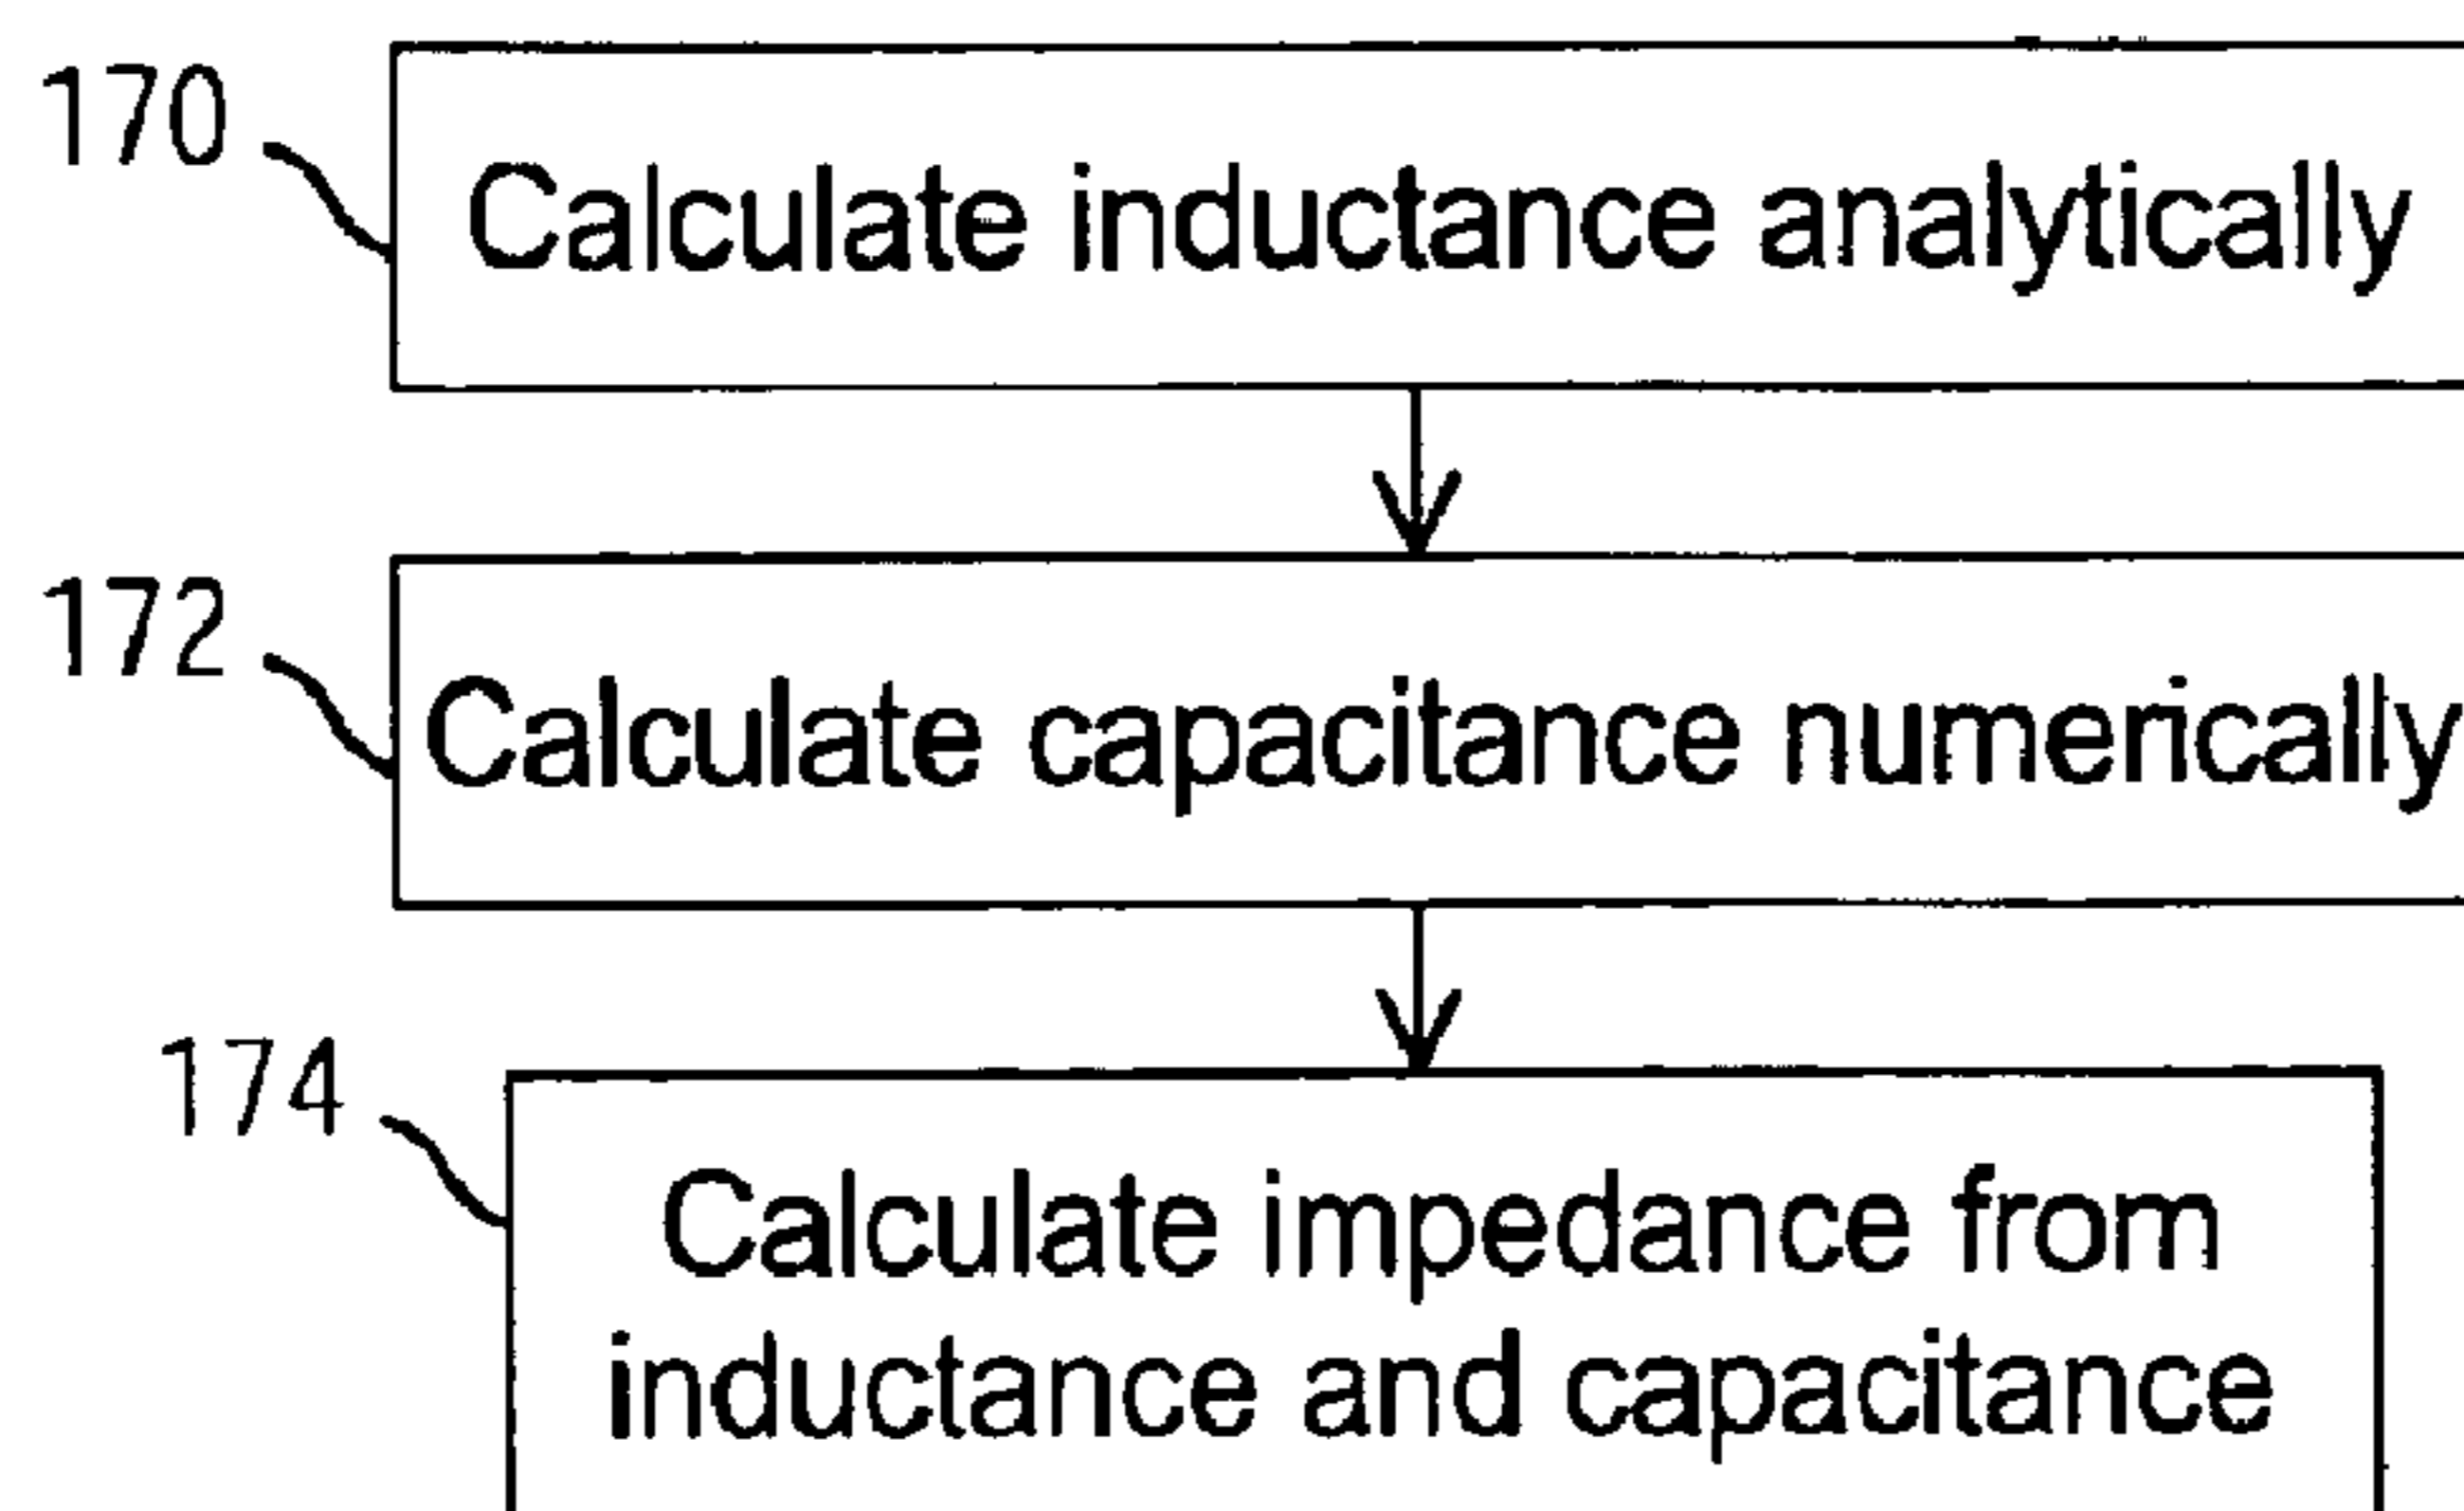 170
Calculate inductance analytically
172
Calculate capacitance numerically
174
Calculate impedance from
inductance and capacitance